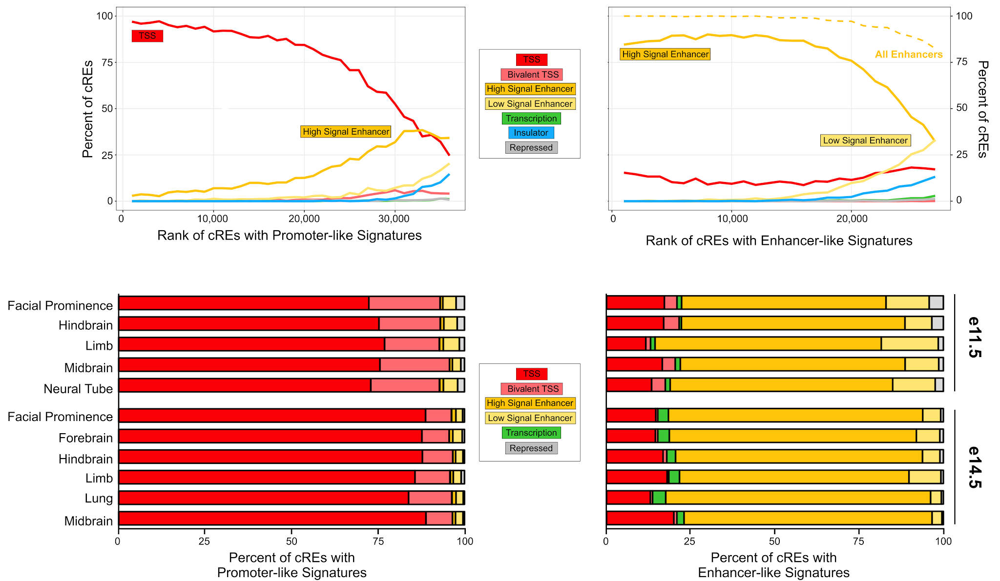 100
75
50
25
0
Percent of cREs
TSS
High Signal Enhancer
0
10,000
20,000
30,000
Rank of cREs with Promoter-like Signatures
TSS
Bivalent TSS
High Signal Enhancer
Low Signal Enhancer
Transcription
Insulator
Repressed
High Signal Enhancer
All Enhancers
Low Signal Enhancer
100
75
50
25
0
Percent of cREs
0
10,000
20,000
Rank of cREs with Enhancer-like Signatures
Facial Prominence
Hindbrain
Limb
Midbrain
Neural Tube
Facial Prominence
Forebrain
Hindbrain
Limb
Lung
Midbrain
0
25
50
75
100
Percent of cREs with
Promoter-like Signatures
TSS
Bivalent TSS
High Signal Enhancer
Low Signal Enhancer
Transcription
Repressed
e11.5
e14.5
0
25
50
75
100
Percent of cREs with
Enhancer-like Signatures